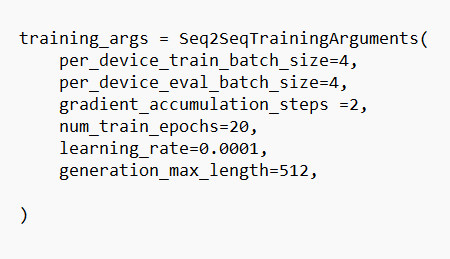 training_args = Seq2SeqTrainingArguments(
    per_device_train_batch_size=4,
    per_device_eval_batch_size=4,
    gradient_accumulation_steps =2,
    num_train_epochs=20,
    learning_rate=0.0001,
    generation_max_length=512,

)